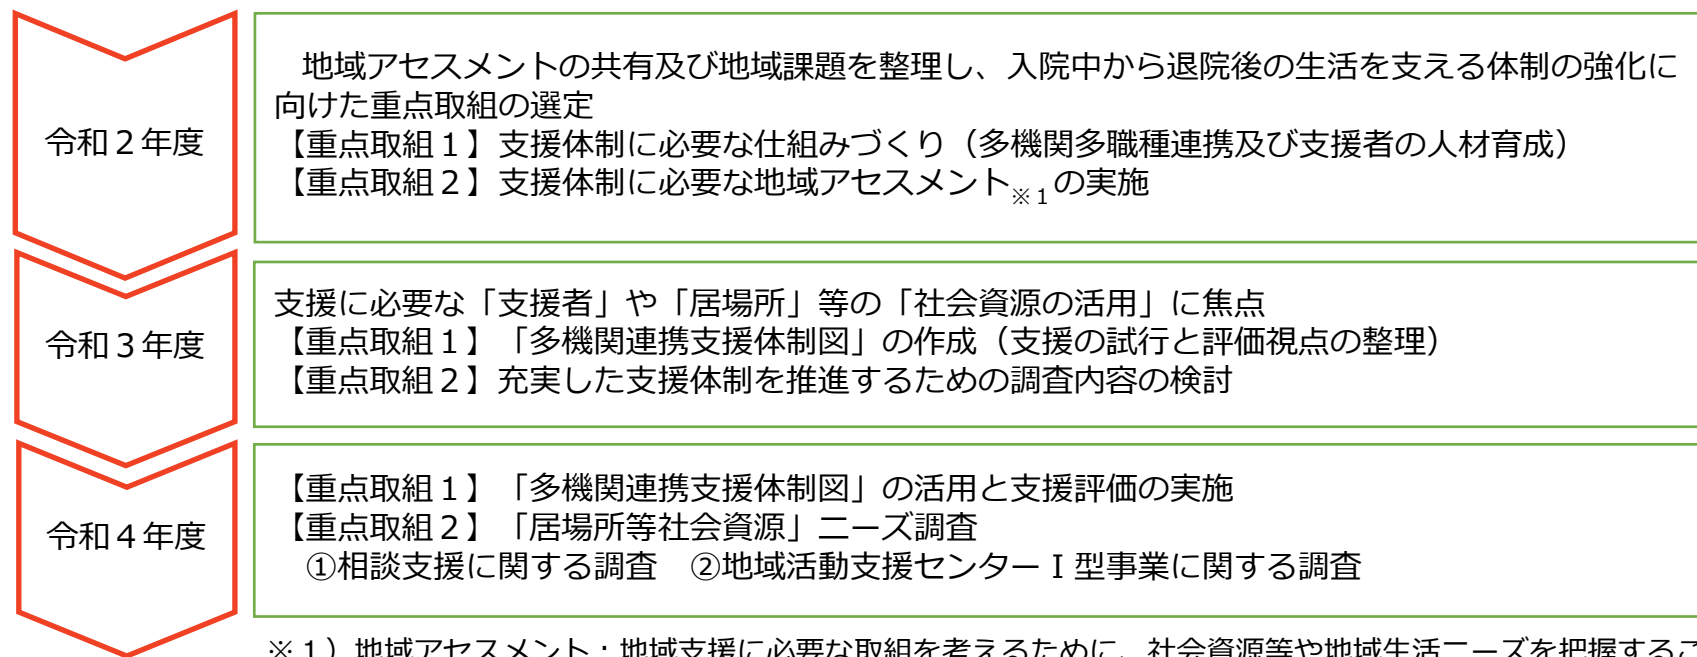 令和２年度
地域アセスメントの共有及び地域課題を整理し、入院中から退院後の生活を支える体制の強化に
向けた重点取組の選定
【重点取組１】支援体制に必要な仕組みづくり（多機関多職種連携及び支援者の人材育成）
【重点取組２】支援体制に必要な地域アセスメント※１の実施
令和３年度
支援に必要な「支援者」や「居場所」等の「社会資源の活用」に焦点
【重点取組１】「多機関連携支援体制図」の作成（支援の試行と評価視点の整理）
【重点取組２】充実した支援体制を推進するための調査内容の検討
令和４年度
【重点取組１】「多機関連携支援体制図」の活用と支援評価の実施
【重点取組２】「居場所等社会資源」ニーズ調査
①相談支援に関する調査　②地域活動支援センターⅠ型事業に関する調査
※１）地域アセスメント：地域支援に必要な取組を考えるために、社会資源等や地域生活ニーズを把握するこ